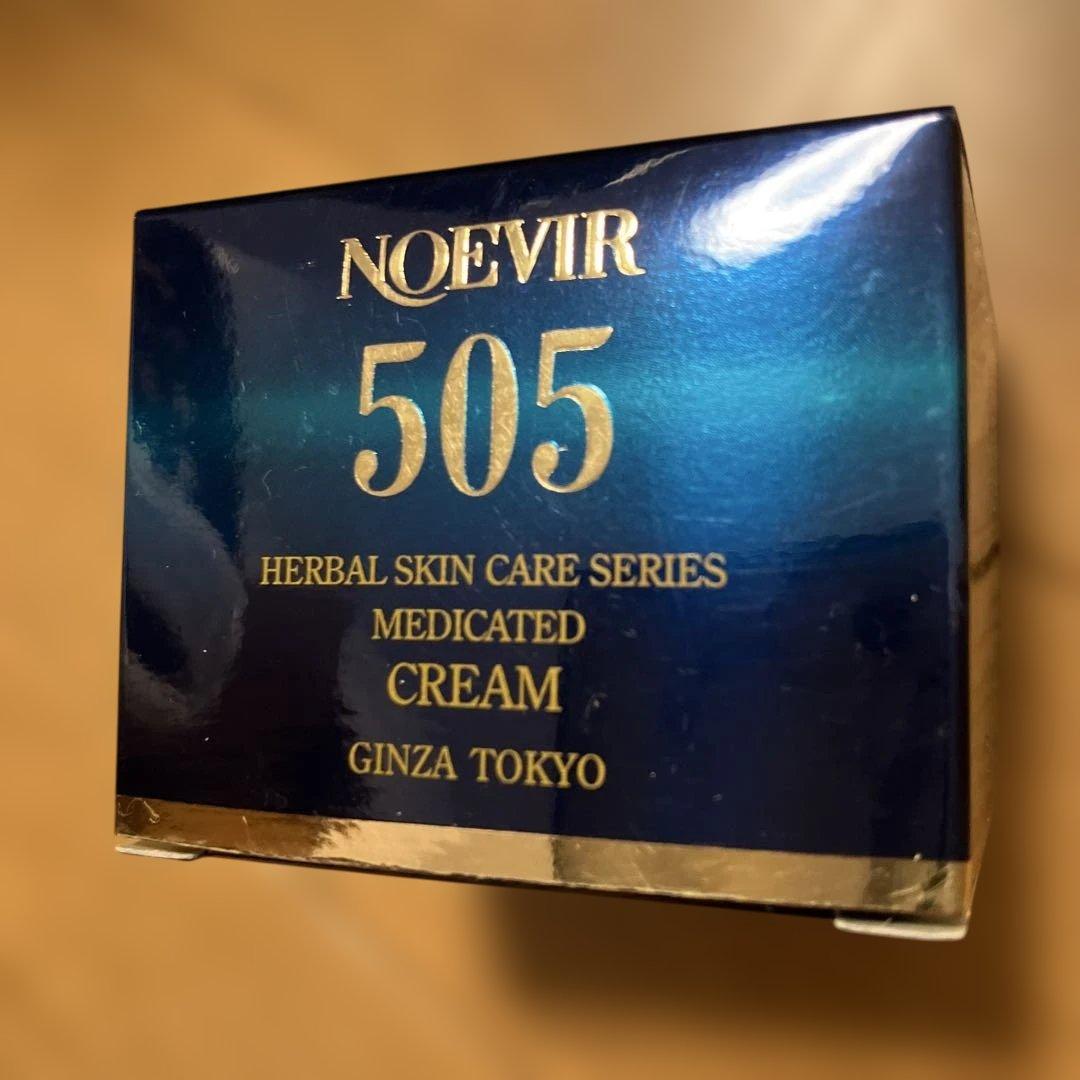 NOEVIR
505
HERBAL SKIN CARE SERIES
MEDICATED
CREAM
GINZA TOKYO